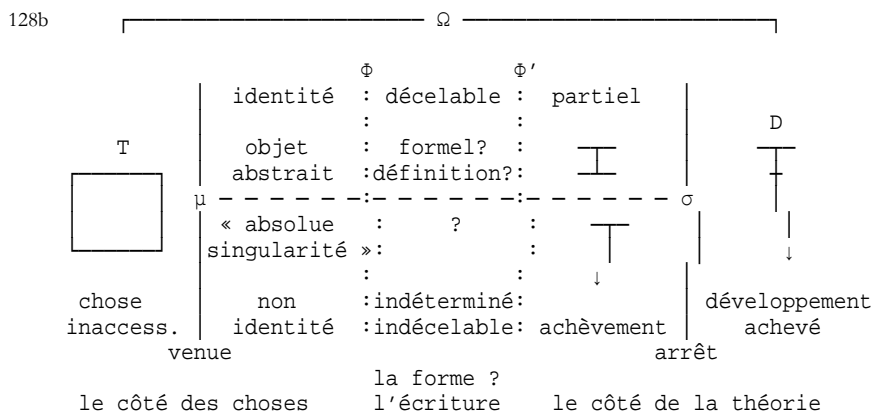 128b Ω
Φ Φ’
identité : décelable : partiel
: :
D
T objet : formel? :
abstrait : définition? :
µ – – – – – – – – : – – – – – – – – : – – – – – – – – σ
« absolue : ? :
singularité » : :
: : ↓ ↓
chose non : indéterminé : développement
inaccess. identité : indécelable : achèvement achevé
venue arrêt
la forme ?
le côté des choses l’écriture le côté de la théorie